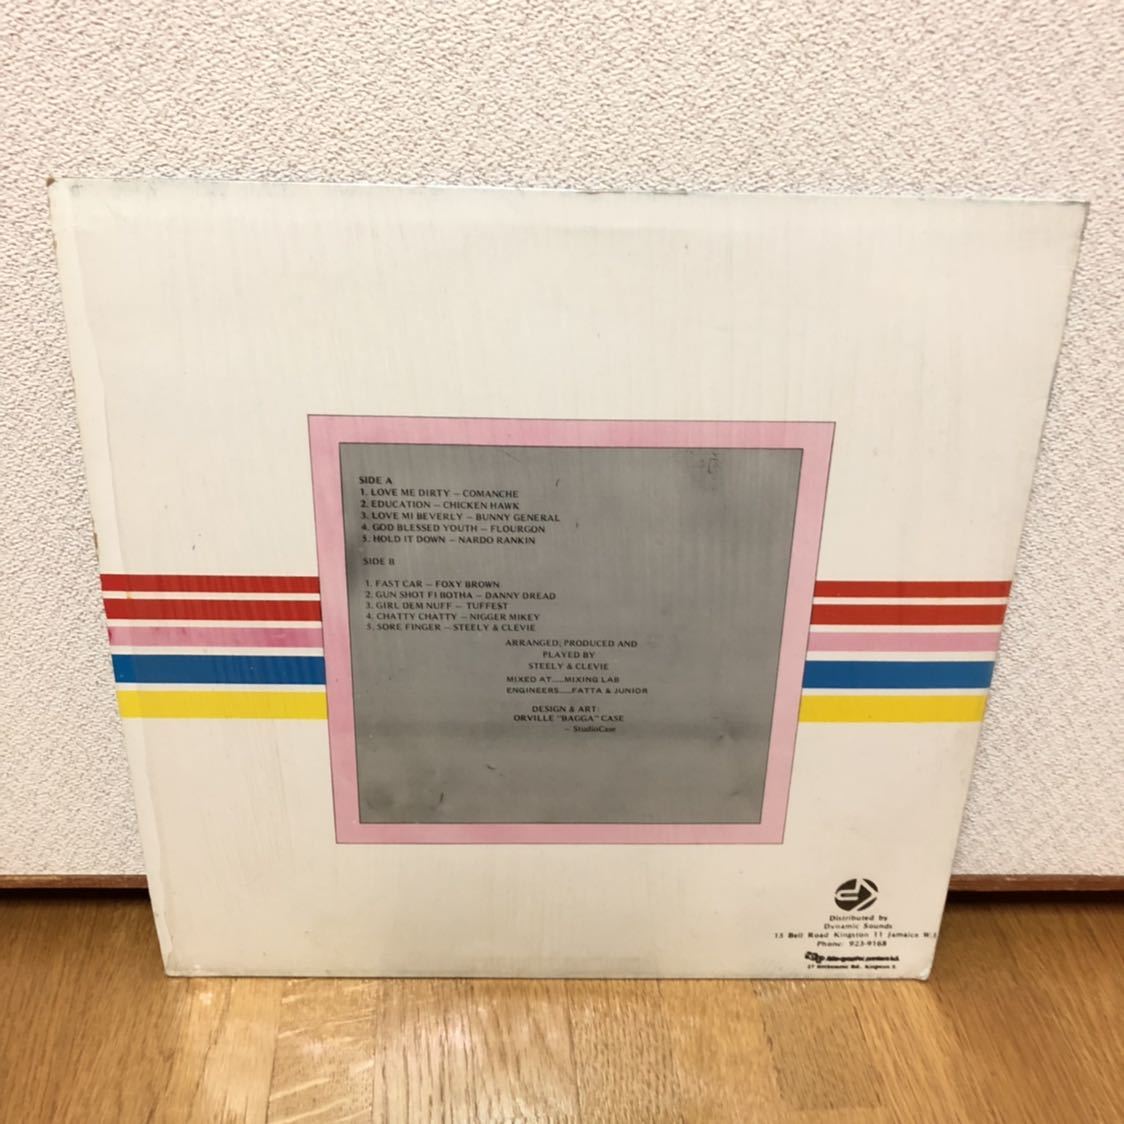 SIDE A
1. LOVE ME DIRTY – COMANCHE
2. EDUCATION – CHICKEN HAWK
3. LOVE MI BEVERLY – BUNNY GENERAL
4. GOD BLESSED YOUTH – FLOURGON
5. HOLD IT DOWN – NARDO RANKIN
SIDE B
1. FAST CAR – FOXY BROWN
2. GUN SHOT FI BOTHA – DANNY DREAD
3. GIRL DEM NUFF – TUFFEST
4. CHATTY CHATTY – NIGGER MIKEY
5. SORE FINGER – STEELY & CLEVIE
ARRANGED, PRODUCED AND
PLAYED BY
STEELY & CLEVIE
MIXED AT.....MIXING LAB
ENGINEERS.....FATTA & JUNIOR
DESIGN & ART:
ORVILLE "BAGGA" CASE
– StudioCase
Distributed by
Dynamic Sounds
15 Bell Road Kingston 11 Jamaica W.I.
Phone: 923-9168
Kingston 5.